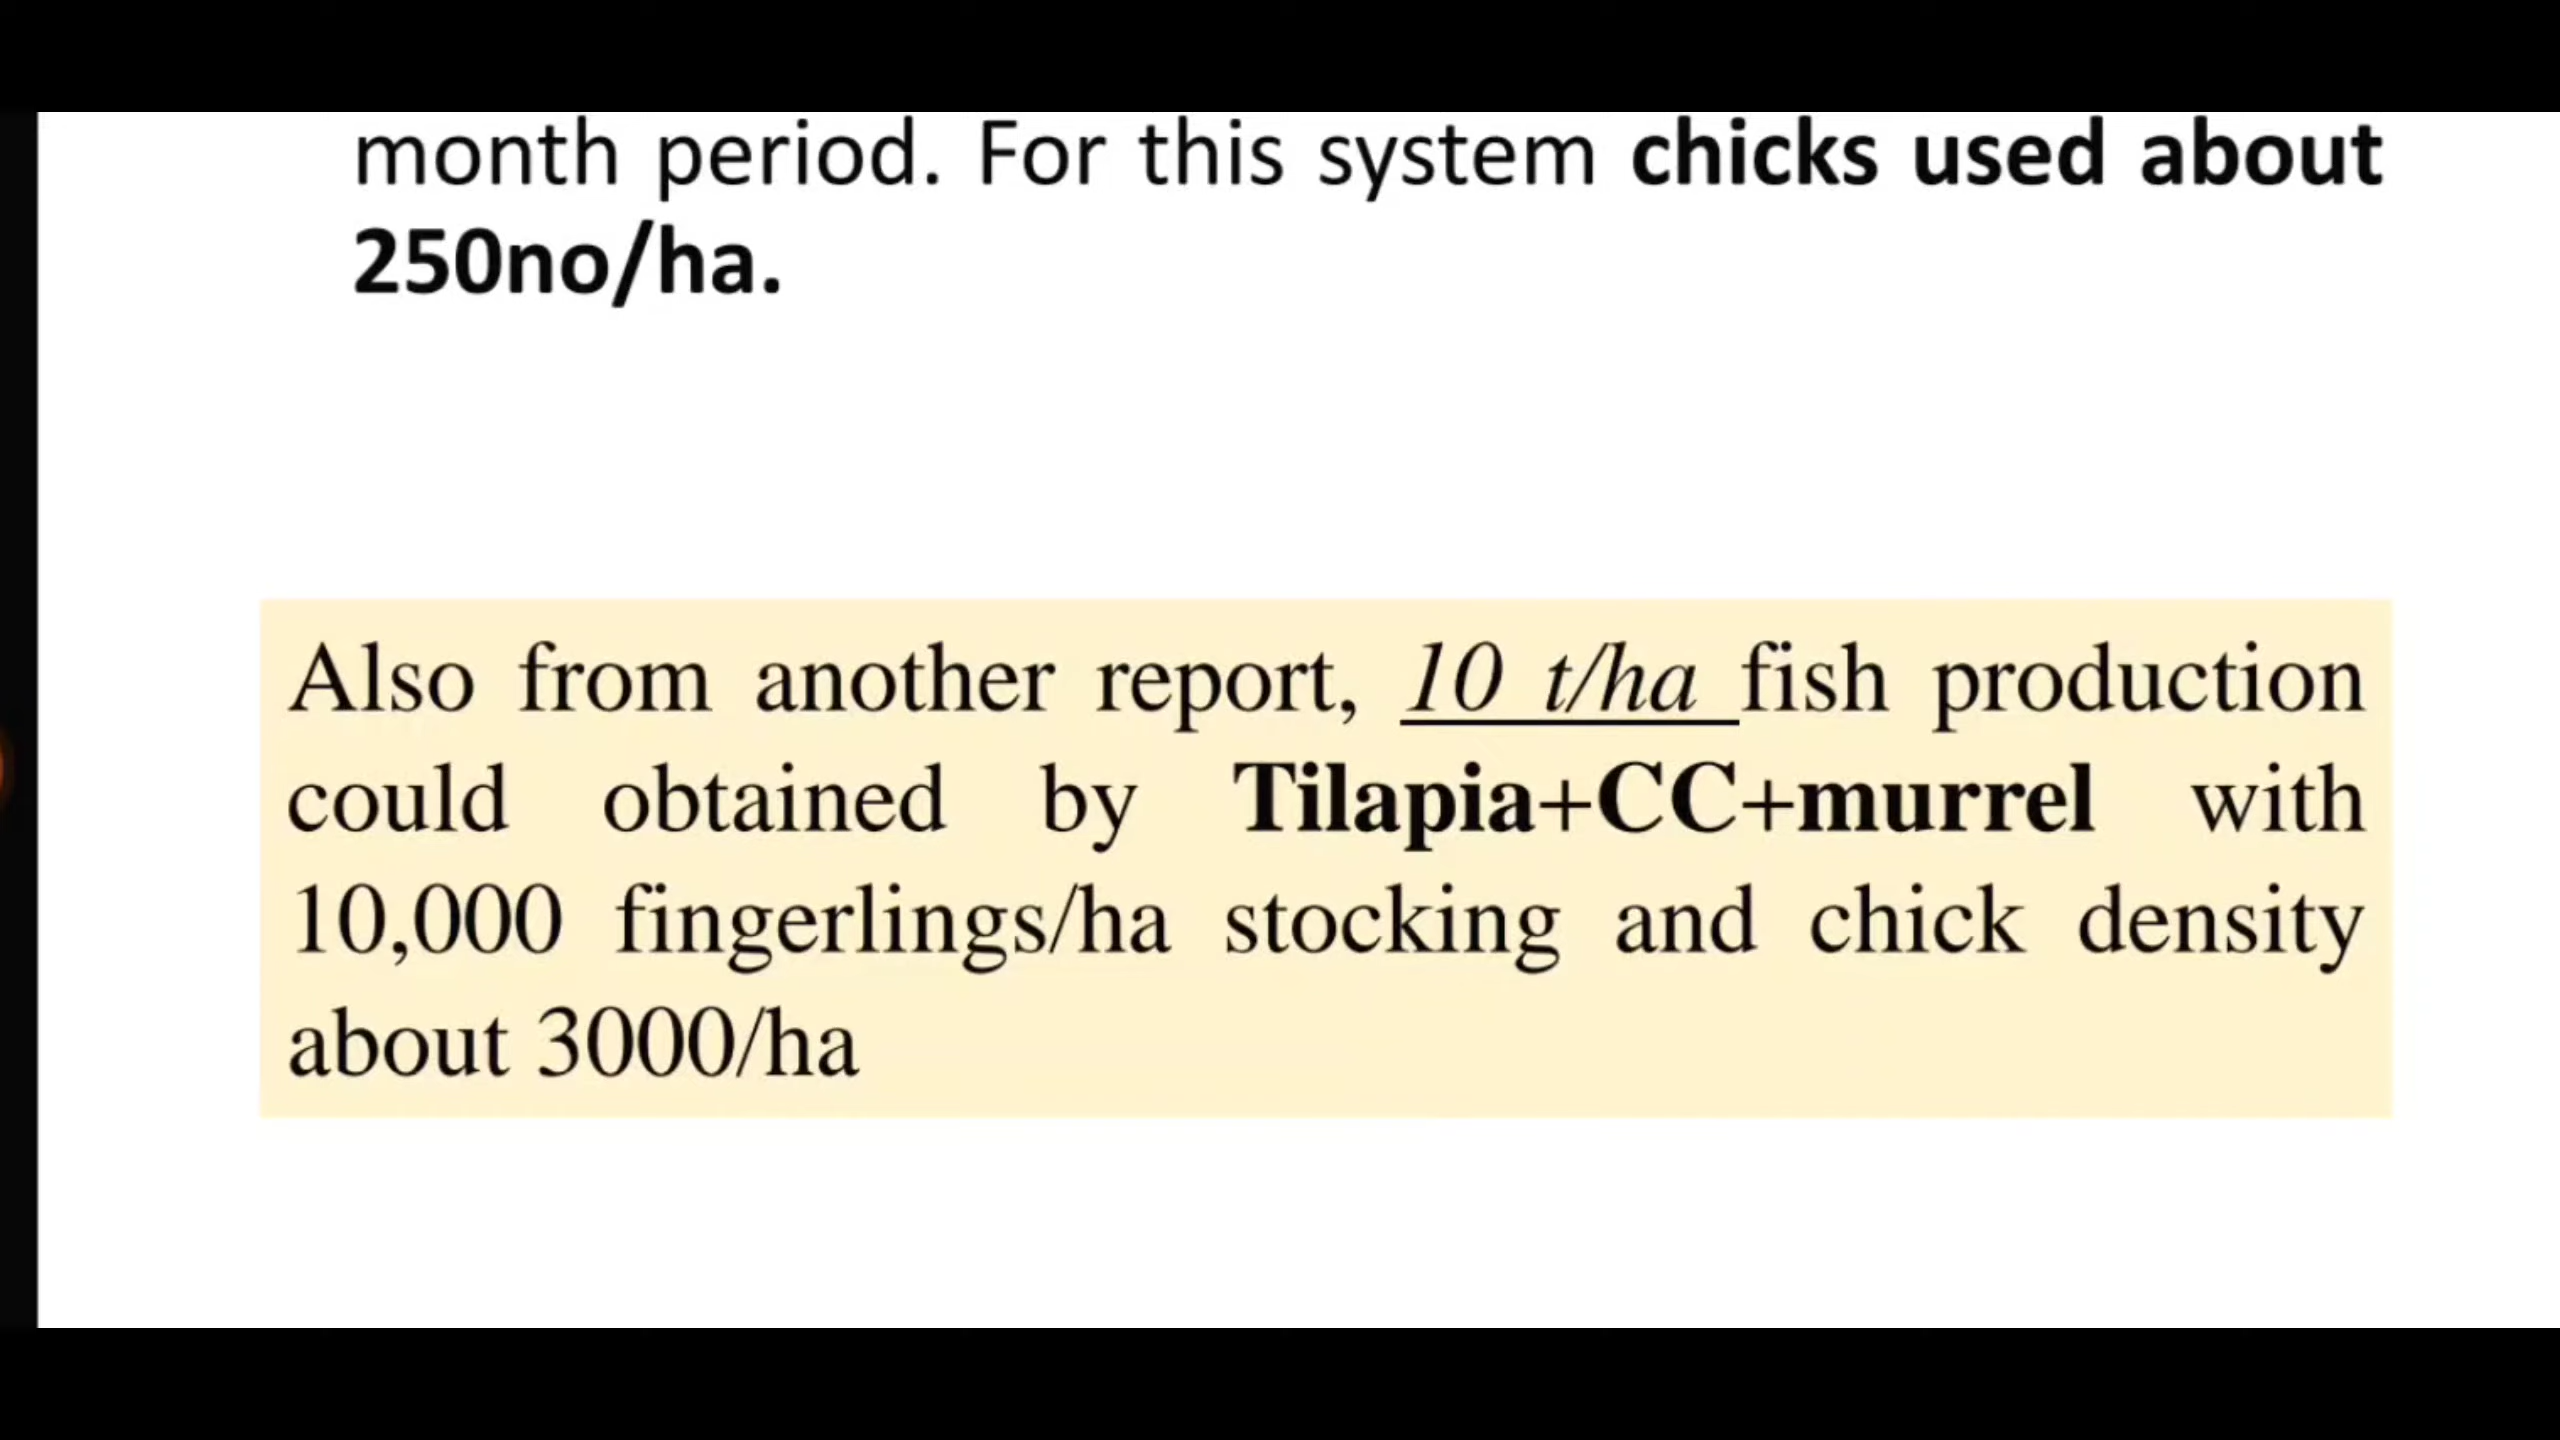 month period. For this system chicks used about
250no/ha.
Also from another report, 10 t/ha fish production
could obtained by Tilapia+CC+murrel with
10,000 fingerlings/ha stocking and chick density
about 3000/ha